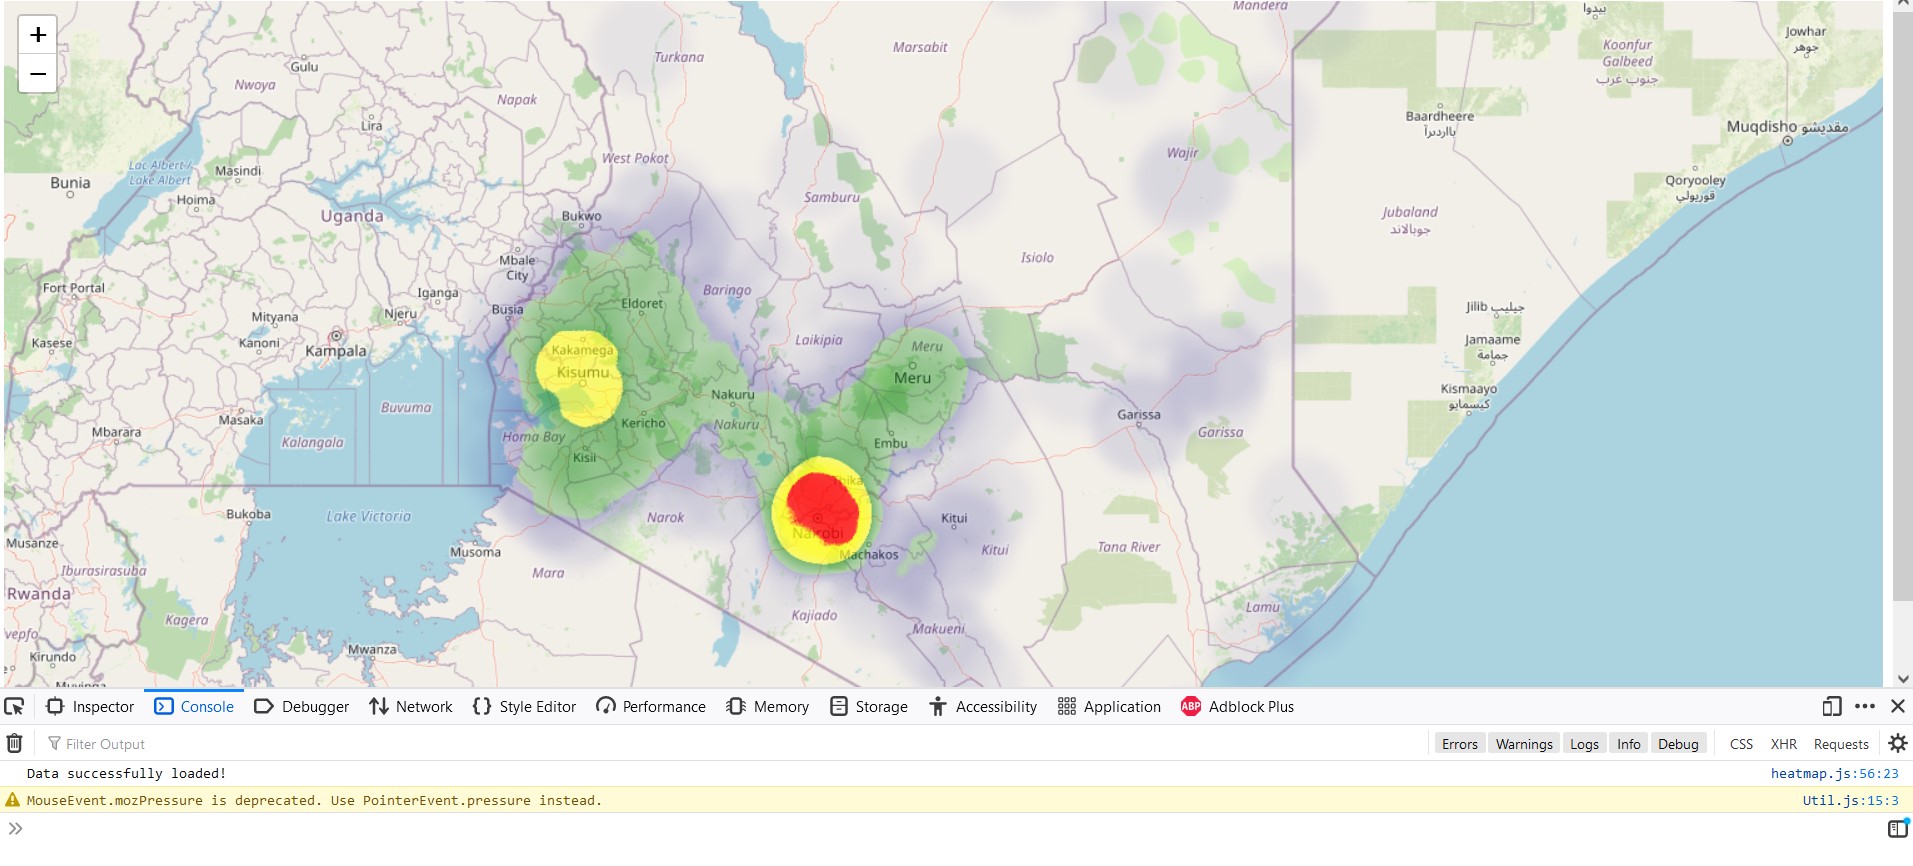 Mandera
بيدوا
+
Turkana
Marsabit
Jowhar
جوهر
Koonfur
Galbeed
جنوب غرب
Gulu
Nwoya
Napak
−
Lira
Baardheere
بااردىرآ
Muqdisho مقديشو
West Pokot
Wajir
Lac Albert /
Lake Albert
Masindi
Bunia
Qoryooley
قوريولي
Hoima
Samburu
Uganda
Bukwo
Jubaland
جوبالاند
Mbale
City
Isiolo
Fort Portal
Iganga
Baringo
Eldoret
Busia
Jilib جيليب
Mityana
Njeru
Kasese
Kanoni
Kampala
Laikipia
Meru
Jamaame
جمامة
Kakamega
Kisumu
Meru
Kismaayo
كيسمايو
Nakuru
Buvuma
Masaka
Garissa
Kericho
Nakuru
Mbarara
Kalangala
Homa Bay
Embu
Garissa
Kisii
Thika
Bukoba
Lake Victoria
Narok
Kitui
Nairobi
Musanze
Musoma
Machakos
Kitui
Tana River
Iburasirasuba
Mara
Rwanda
Kagera
Kajiado
Lamu
Makueni
Kirundo
Mwanza
Muyinga
Inspector Console Debugger Network Style Editor Performance Memory Storage Accessibility Application ABP Adblock Plus
Filter Output Errors Warnings Logs Info Debug CSS XHR Requests
Data successfully loaded! heatmap.js:56:23
MouseEvent.mozPressure is deprecated. Use PointerEvent.pressure instead. Util.js:15:3